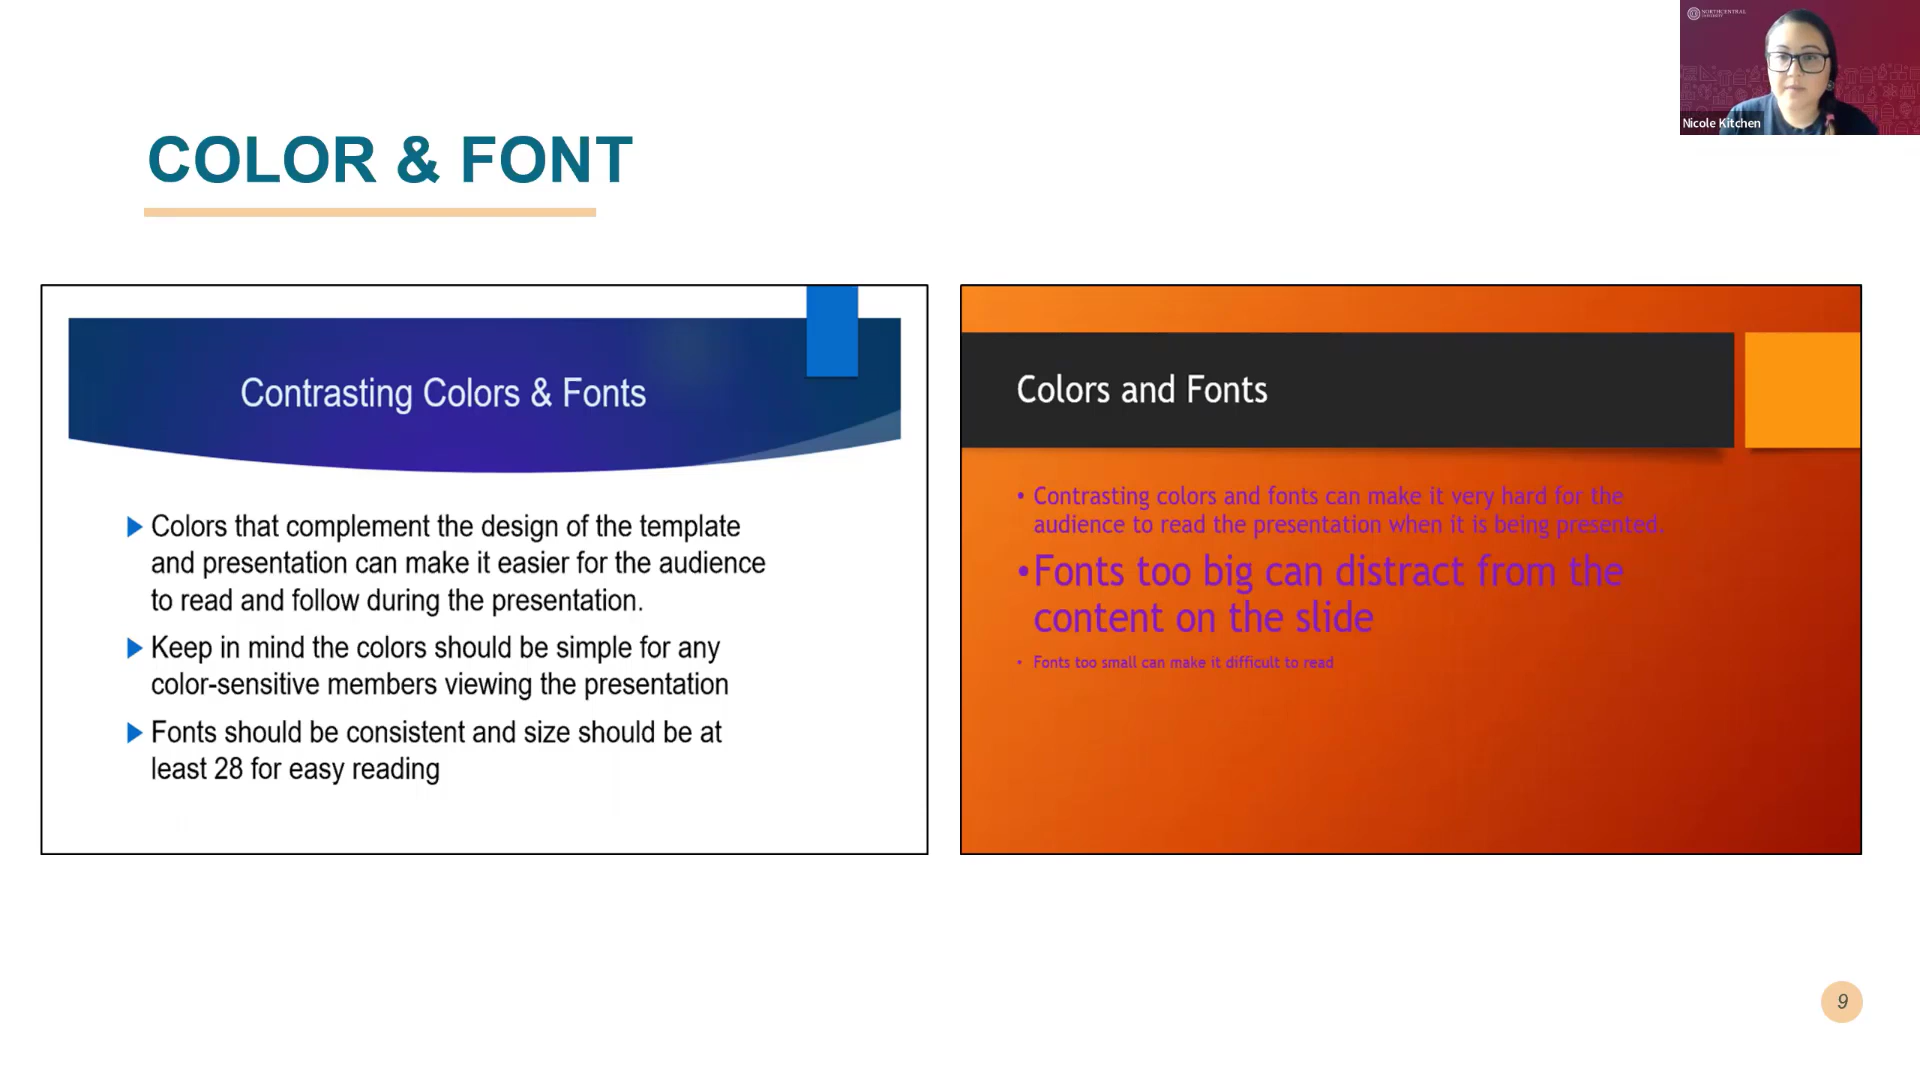 NORTHCENTRAL
UNIVERSITY
Nicole Kitchen
COLOR & FONT
Contrasting Colors & Fonts
Colors that complement the design of the template
and presentation can make it easier for the audience
to read and follow during the presentation.
Keep in mind the colors should be simple for any
color-sensitive members viewing the presentation
Fonts should be consistent and size should be at
least 28 for easy reading
Colors and Fonts
• Contrasting colors and fonts can make it very hard for the
audience to read the presentation when it is being presented.
• Fonts too big can distract from the
content on the slide
• Fonts too small can make it difficult to read
9